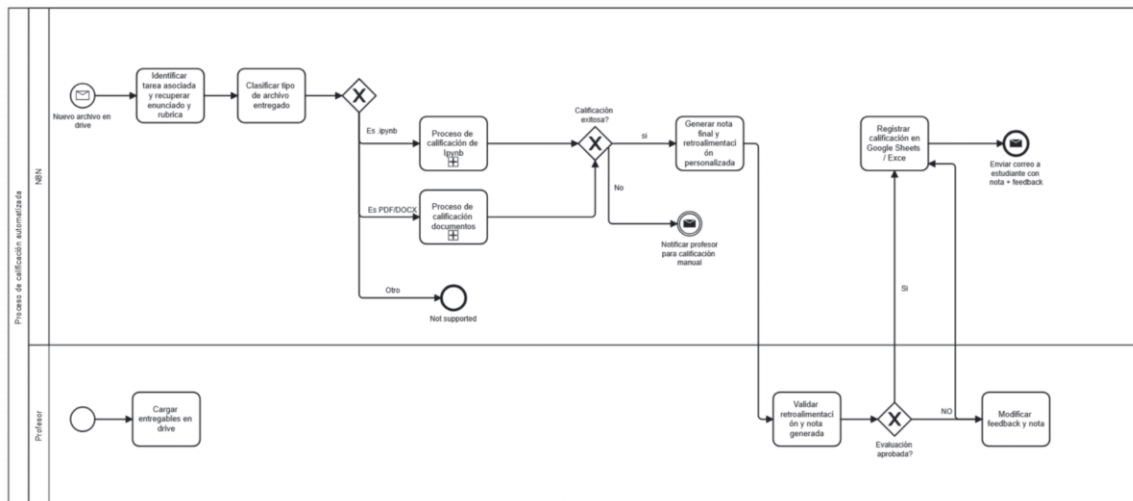 Proceso de calificación automatizada
N8N
Nuevo archivo en
drive
Identificar
tarea asociada
y recuperar
enunciado y
rubrica
Clasificar tipo
de archivo
entregado
Es .ipynb
Proceso de
calificación de
Ipynb
Es PDF/DOCX
Proceso de
calificación
documentos
Otro
Not supported
Calificación
exitosa?
si
No
Notificar profesor
para calificación
manual
Generar nota
final y
retroalimentac
ión
personalizada
Registrar
calificación en
Google Sheets
/ Exce
Enviar correo a
estudiante con
nota + feedback
Si
Profesor
Cargar
entregables en
drive
Validar
retroalimentaci
ón y nota
generada
Evaluación
aprobada?
NO
Modificar
feedback y nota